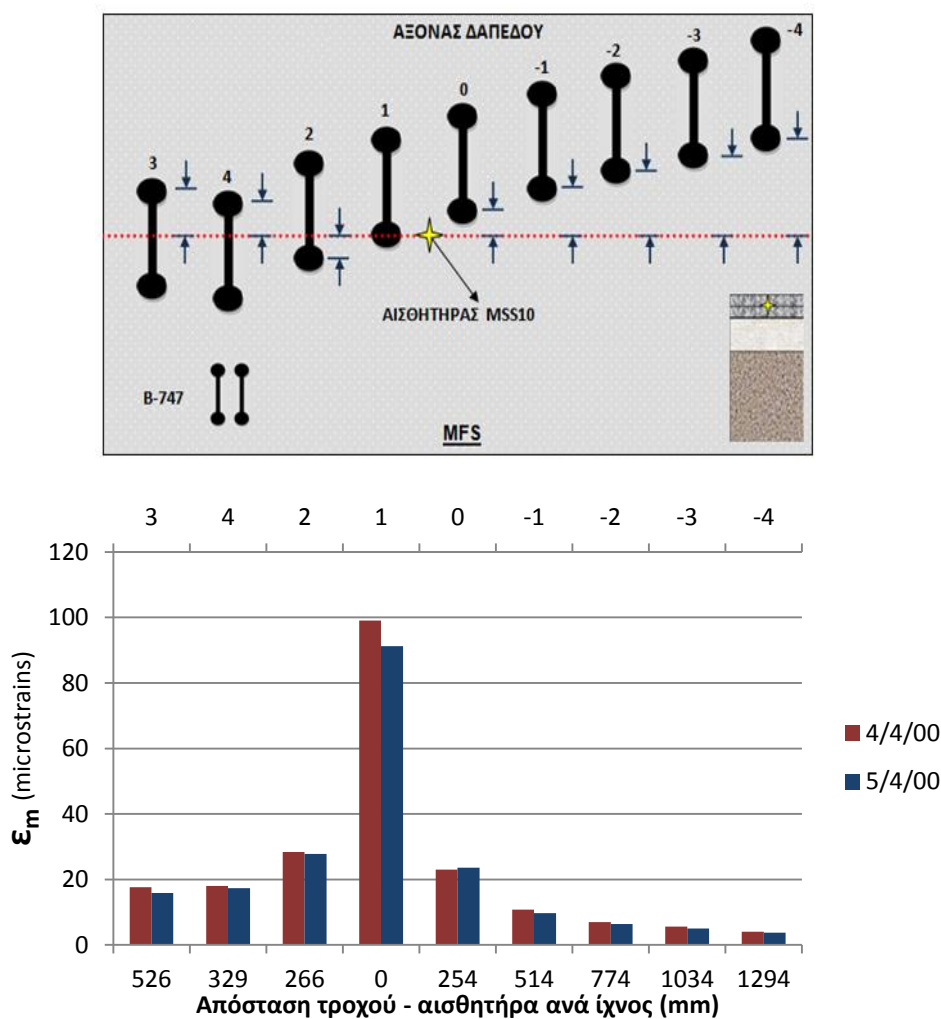 ΑΞΟΝΑΣ ΔΑΠΕΔΟΥ
3 4 2 1 0 -1 -2 -3 -4
ΑΙΣΘΗΤΗΡΑΣ MSS10
B-747
MFS
3 4 2 1 0 -1 -2 -3 -4
120
100
80
60
40
20
0
εm (microstrains)
4/4/00
5/4/00
526 329 266 0 254 514 774 1034 1294
Απόσταση τροχού - αισθητήρα ανά ίχνος (mm)